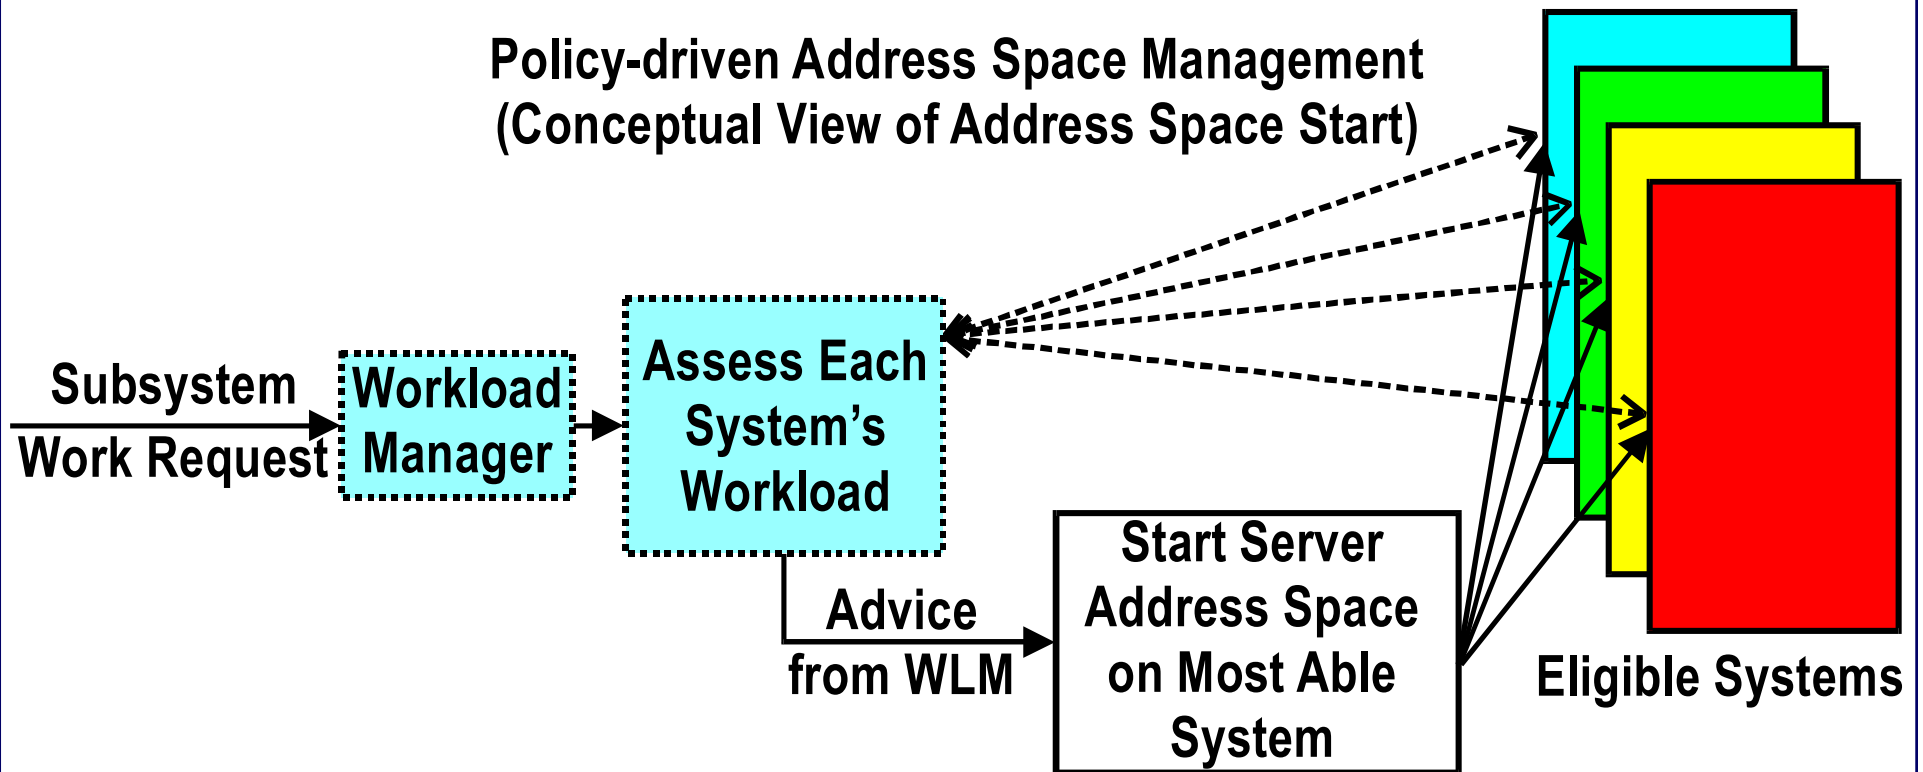 Policy-driven Address Space Management
(Conceptual View of Address Space Start)
Subsystem
Work Request
Workload
Manager
Assess Each
System’s
Workload
Advice
from WLM
Start Server
Address Space
on Most Able
System
Eligible Systems